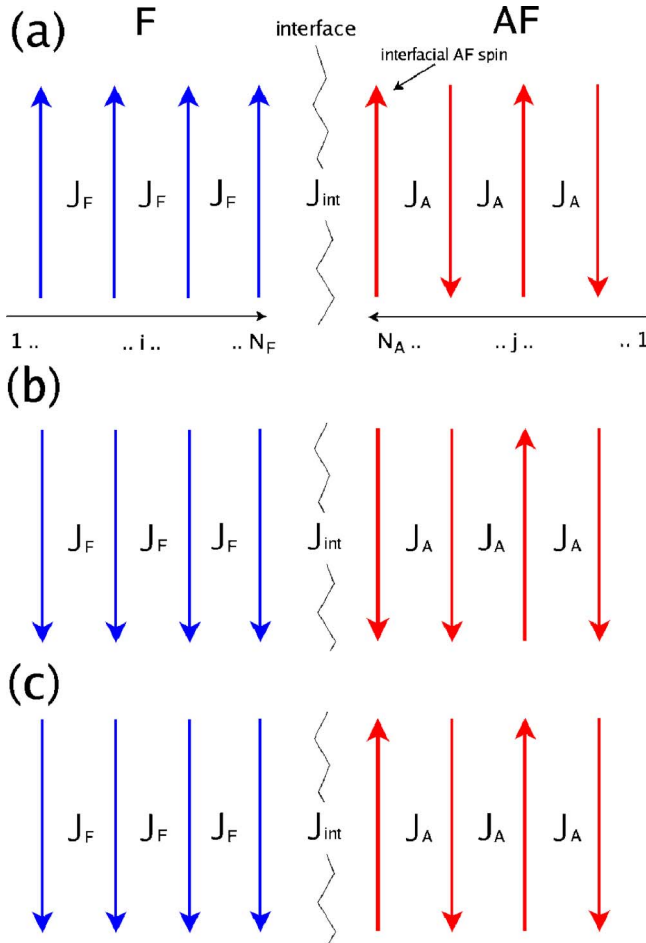 (a) F interface AF
interfacial AF spin
J_F J_F J_F J_int J_A J_A J_A
1 .. .. i .. .. N_F N_A .. .. j .. .. 1
(b)
J_F J_F J_F J_int J_A J_A J_A
(c)
J_F J_F J_F J_int J_A J_A J_A